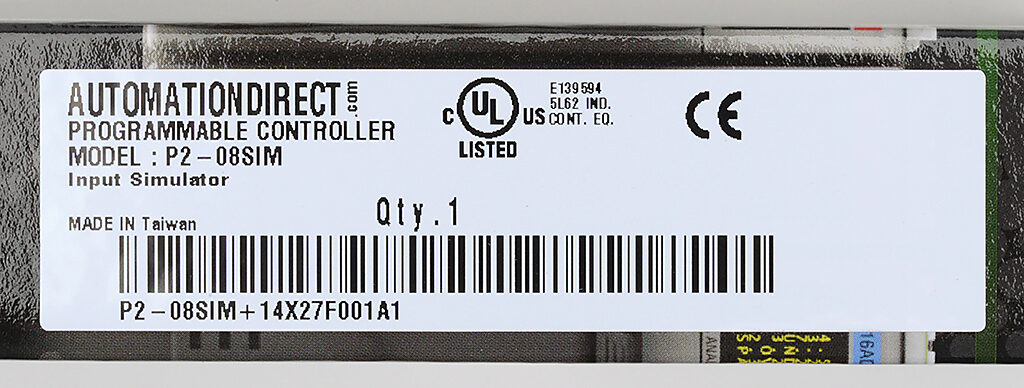 AUTOMATIONDIRECT.com
PROGRAMMABLE CONTROLLER
MODEL : P2-08SIM
Input Simulator
C UL US
LISTED
E139594
5L62 IND.
CONT. EQ.
CE
MADE IN Taiwan
Qty.1
P2-08SIM+14X27F001A1
16AD